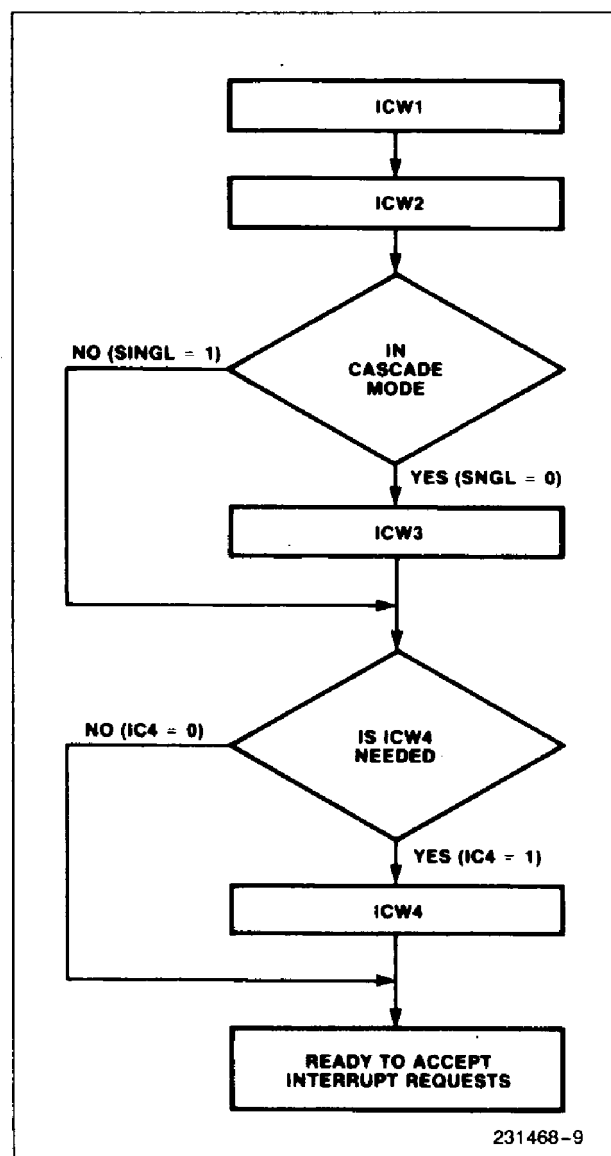 ICW1
ICW2
IN
CASCADE
MODE
NO (SINGL = 1)
YES (SNGL = 0)
ICW3
IS ICW4
NEEDED
NO (IC4 = 0)
YES (IC4 = 1)
ICW4
READY TO ACCEPT
INTERRUPT REQUESTS
231468-9